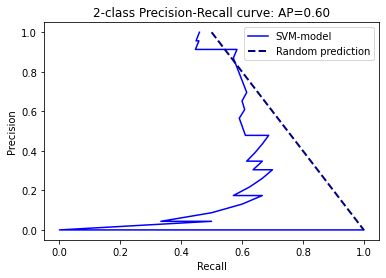 2-class Precision-Recall curve: AP=0.60
SVM-model
Random prediction
1.0
0.8
0.6
0.4
0.2
0.0
Precision
0.0 0.2 0.4 0.6 0.8 1.0
Recall